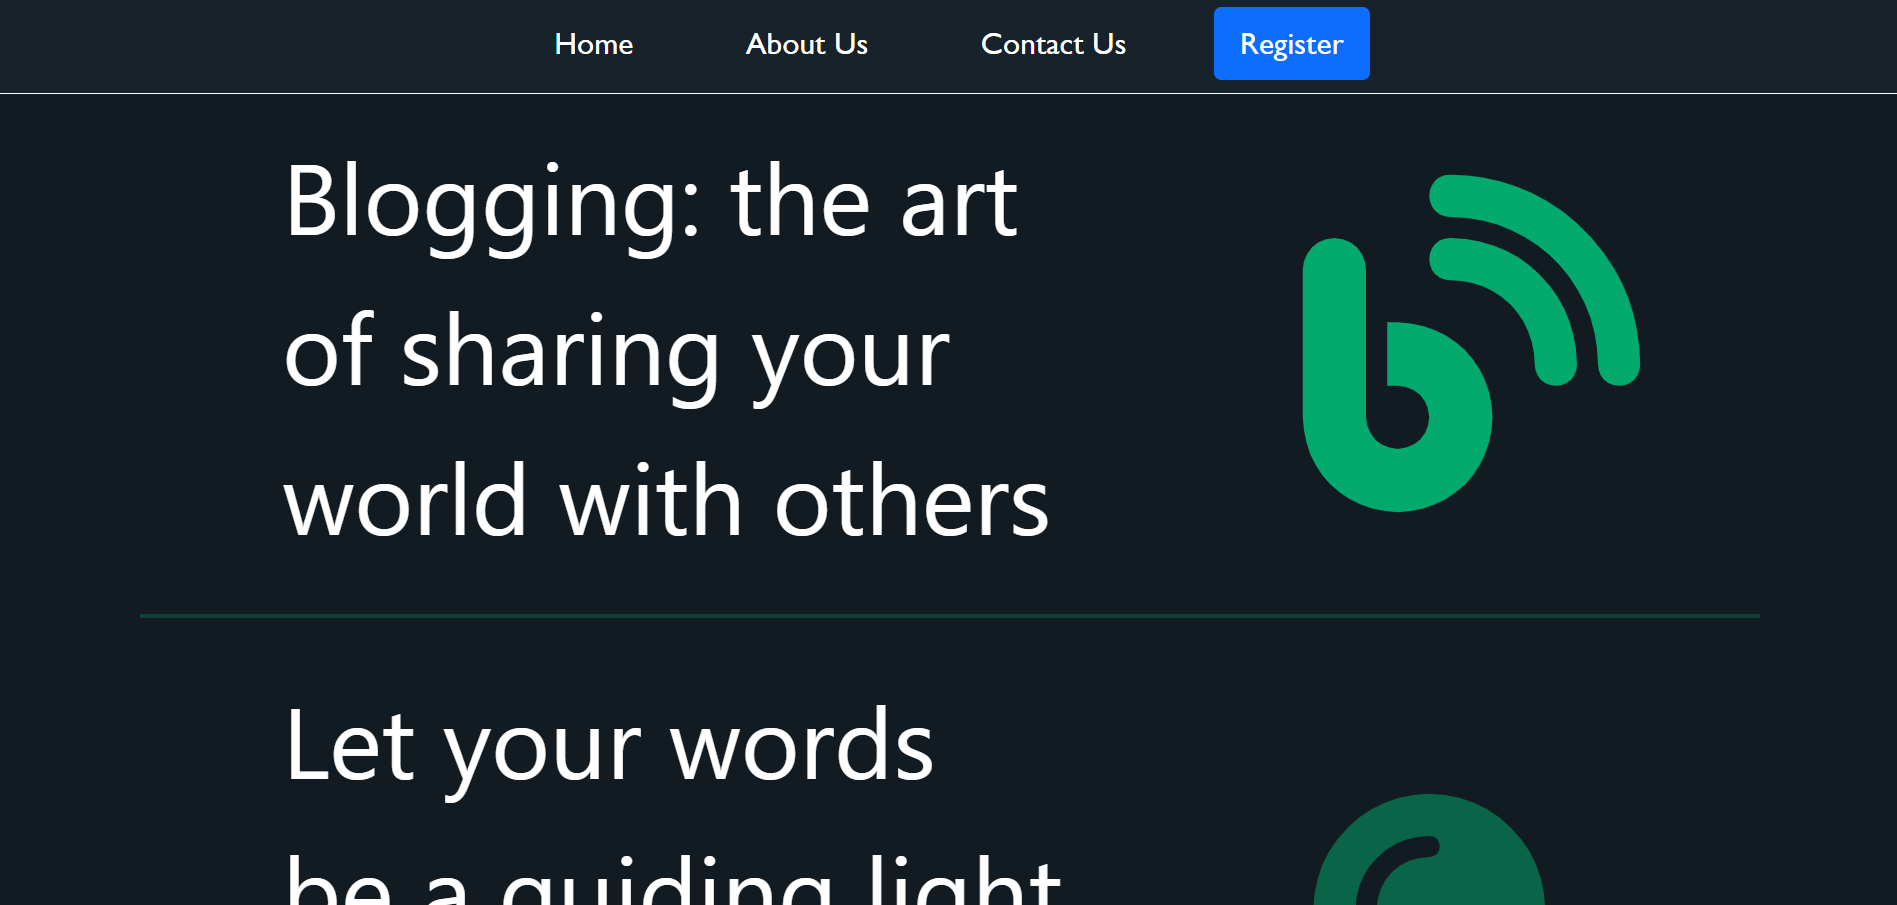 Home About Us Contact Us Register
Blogging: the art
of sharing your
world with others
Let your words
be a guiding light